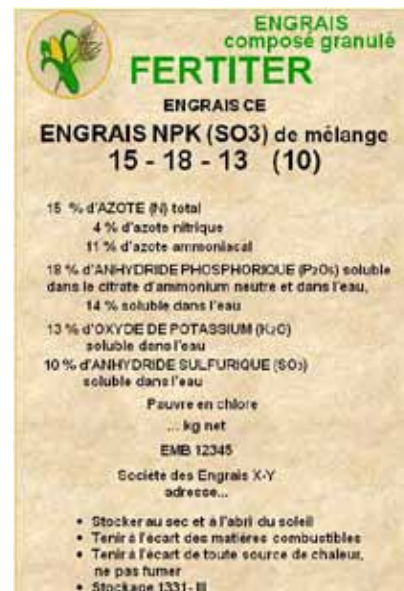 ENGRAIS
composé granulé
FERTITER
ENGRAIS CE
ENGRAIS NPK (SO3) de mélange
15 - 18 - 13 (10)
15 % d'AZOTE (N) total
4 % d'azote nitrique
11 % d'azote ammoniacal
18 % d'ANHYDRIDE PHOSPHORIQUE (P2O5) soluble
dans le citrate d'ammonium neutre et dans l'eau,
14 % soluble dans l'eau
13 % d'OXYDE DE POTASSIUM (K2O)
soluble dans l'eau
10 % d'ANHYDRIDE SULFURIQUE (SO3)
soluble dans l'eau
Pauvre en chlore
... kg net
EMB 12345
Société des Engrais X-Y
adresse...
• Stocker au sec et à l'abri du soleil
• Tenir à l'écart des matières combustibles
• Tenir à l'écart de toute source de chaleur,
ne pas fumer
• Stockage 1331- III